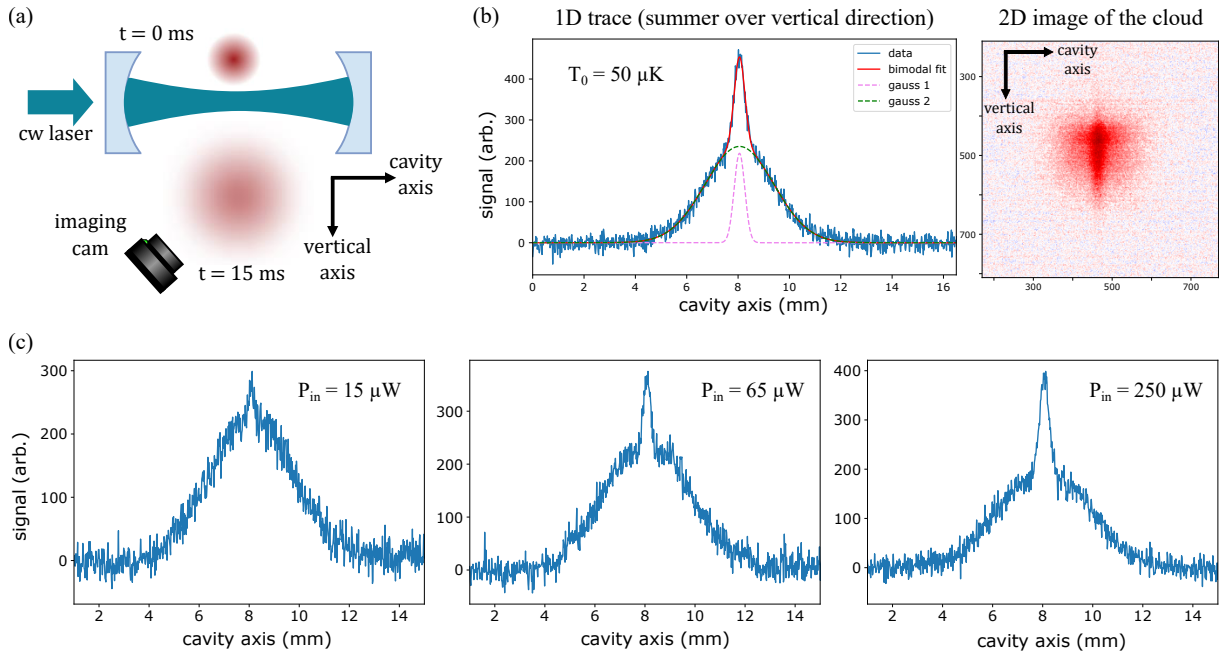 (a)
t = 0 ms
cw laser
cavity
axis
imaging
cam
vertical
axis
t = 15 ms
(b)
1D trace (summer over vertical direction)
T₀ = 50 µK
data
bimodal fit
gauss 1
gauss 2
400
300
200
100
0
signal (arb.)
0 2 4 6 8 10 12 14 16
cavity axis (mm)
2D image of the cloud
cavity
axis
vertical
axis
300
500
700
300 500 700
(c)
P_in = 15 µW
300
200
100
0
signal (arb.)
2 4 6 8 10 12 14
cavity axis (mm)
P_in = 65 µW
300
200
100
0
2 4 6 8 10 12 14
cavity axis (mm)
P_in = 250 µW
400
300
200
100
0
2 4 6 8 10 12 14
cavity axis (mm)